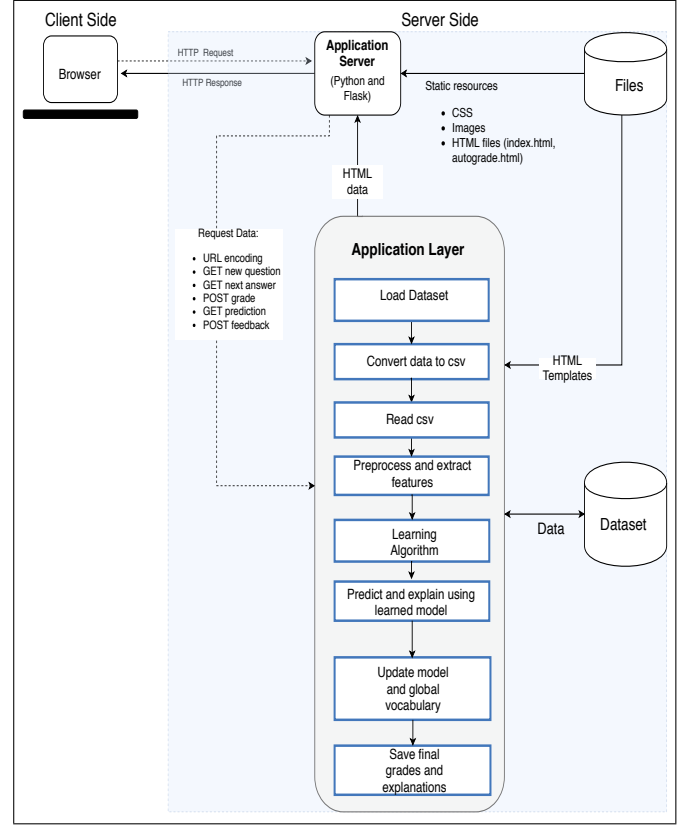 Client Side
Server Side
Browser
HTTP Request
HTTP Response
Application
Server
(Python and
Flask)
Static resources
• CSS
• Images
• HTML files (index.html,
autograde.html)
Files
HTML
data
Request Data:
• URL encoding
• GET new question
• GET next answer
• POST grade
• GET prediction
• POST feedback
Application Layer
Load Dataset
Convert data to csv
Read csv
Preprocess and extract
features
Learning
Algorithm
Predict and explain using
learned model
Update model
and global
vocabulary
Save final
grades and
explanations
HTML
Templates
Data
Dataset